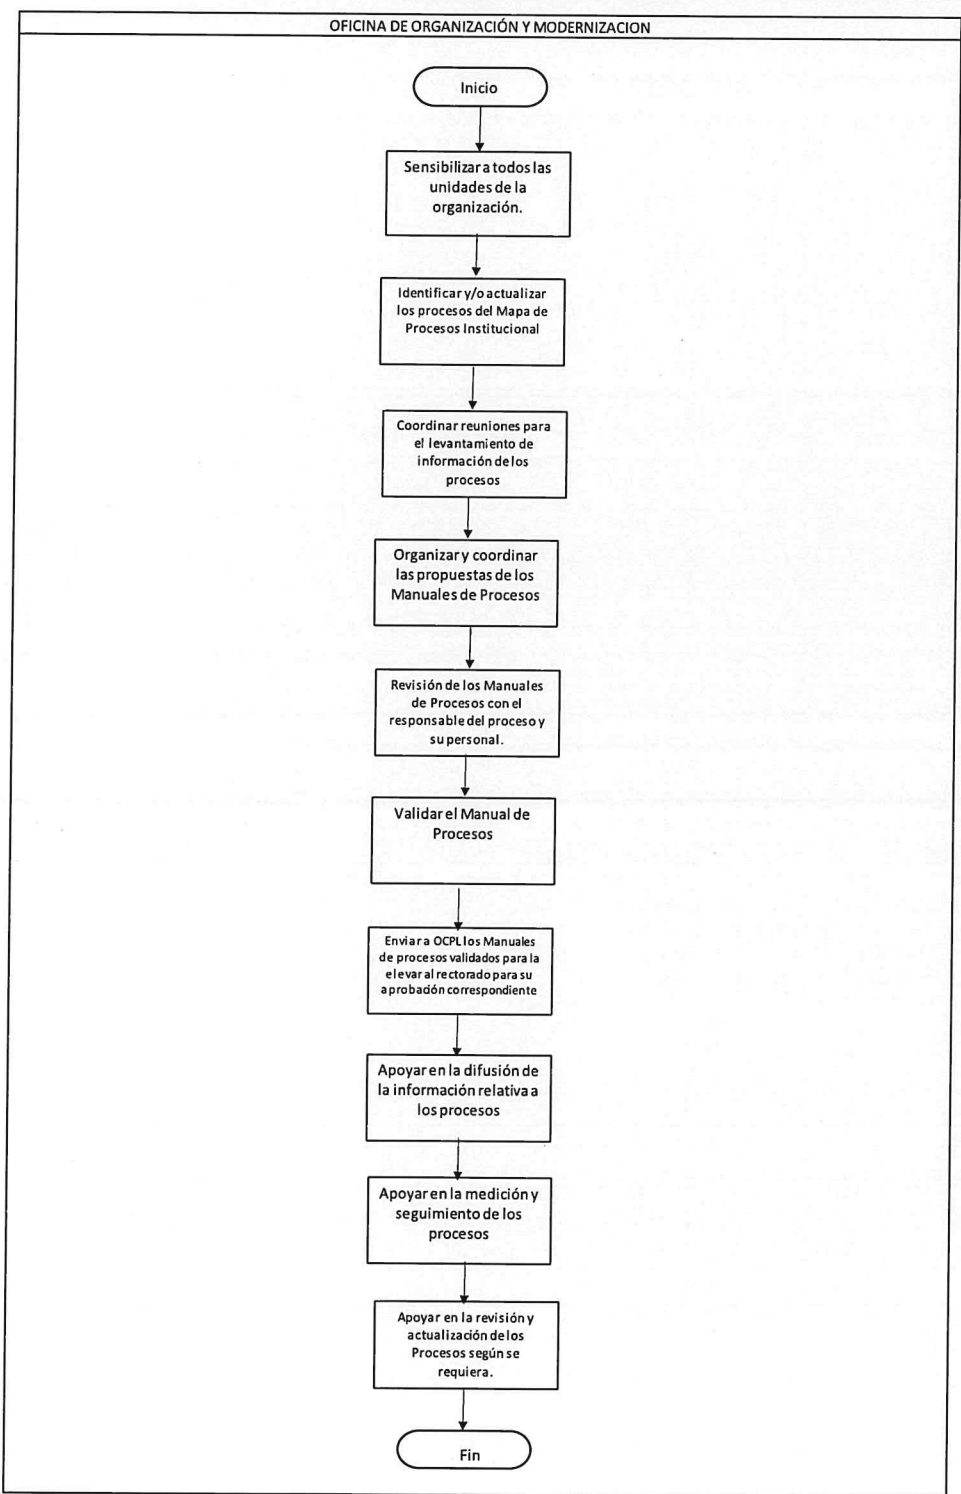 OFICINA DE ORGANIZACIÓN Y MODERNIZACION
Inicio
Sensibilizar a todos las
unidades de la
organización.
Identificar y/o actualizar
los procesos del Mapa de
Procesos Institucional
Coordinar reuniones para
el levantamiento de
información de los
procesos
Organizar y coordinar
las propuestas de los
Manuales de Procesos
Revisión de los Manuales
de Procesos con el
responsable del proceso y
su personal.
Validar el Manual de
Procesos
Enviar a OCPL los Manuales
de procesos validados para la
elevar al rectorado para su
aprobación correspondiente
Apoyar en la difusión de
la información relativa a
los procesos
Apoyar en la medición y
seguimiento de los
procesos
Apoyar en la revisión y
actualización de los
Procesos según se
requiera.
Fin